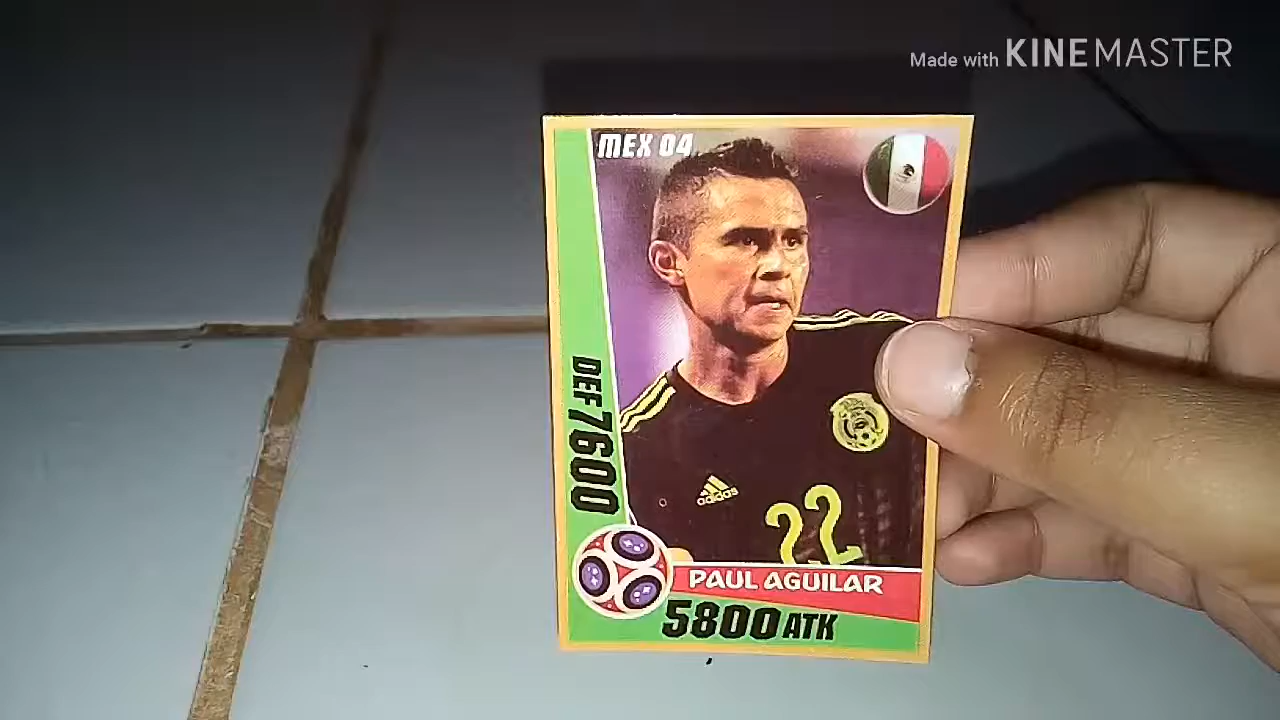 Made with KINEMASTER
MEX 04
DEF 7600
adidas
22
PAUL AGUILAR
5800 ATK